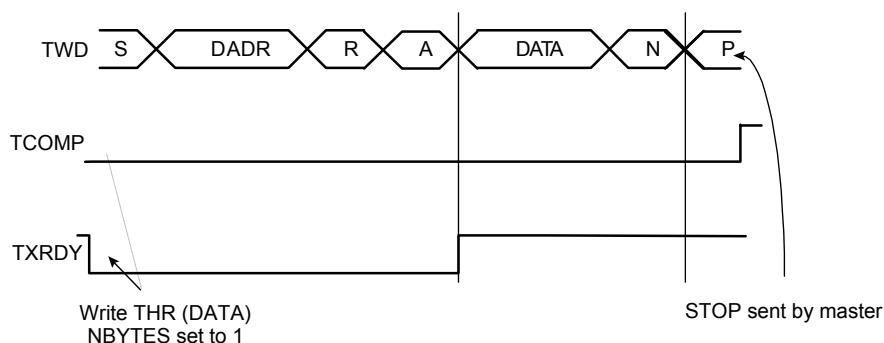 TWD S DADR R A DATA N P
TCOMP
TXRDY
Write THR (DATA)
NBYTES set to 1
STOP sent by master